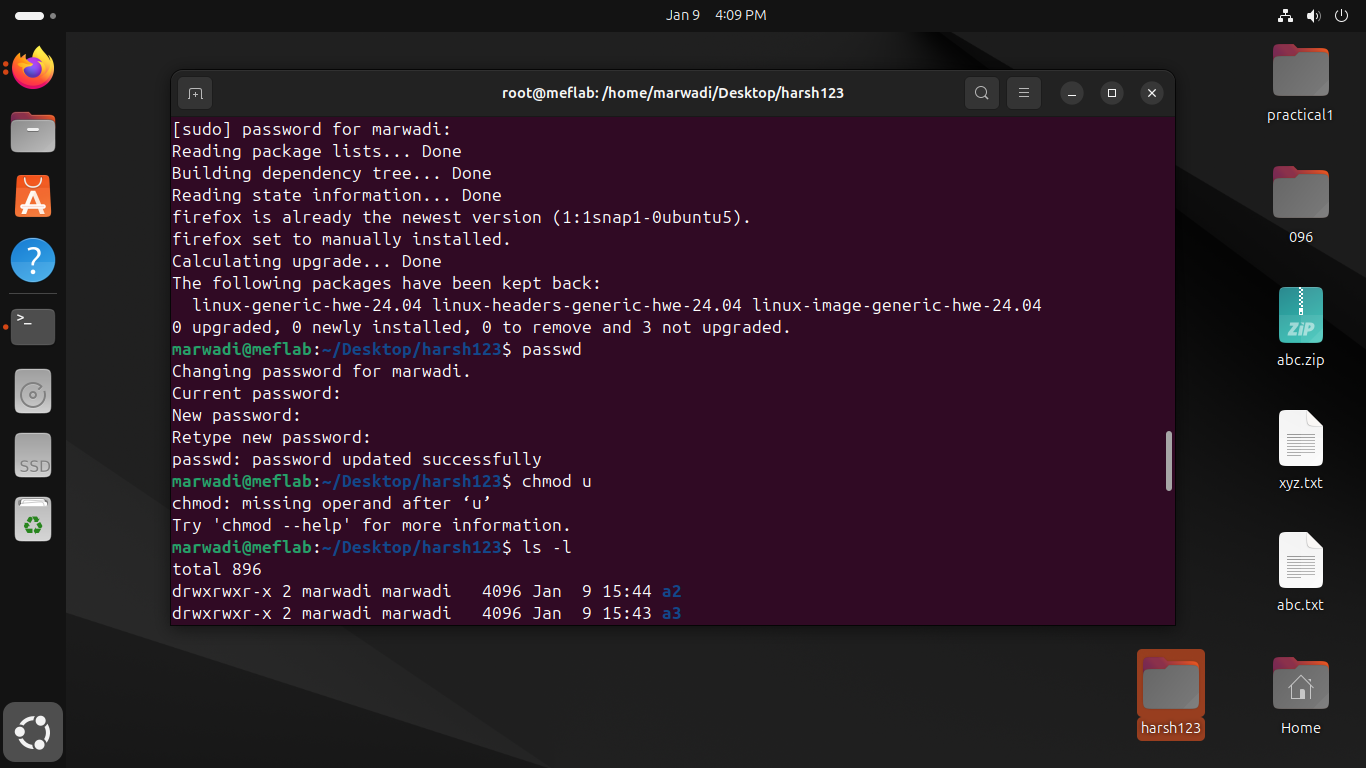 Jan 9 4:09 PM
root@meflab: /home/marwadi/Desktop/harsh123
[sudo] password for marwadi:
Reading package lists... Done
Building dependency tree... Done
Reading state information... Done
firefox is already the newest version (1:1snap1-0ubuntu5).
firefox set to manually installed.
Calculating upgrade... Done
The following packages have been kept back:
  linux-generic-hwe-24.04 linux-headers-generic-hwe-24.04 linux-image-generic-hwe-24.04
0 upgraded, 0 newly installed, 0 to remove and 3 not upgraded.
marwadi@meflab:~/Desktop/harsh123$ passwd
Changing password for marwadi.
Current password:
New password:
Retype new password:
passwd: password updated successfully
marwadi@meflab:~/Desktop/harsh123$ chmod u
chmod: missing operand after ‘u’
Try 'chmod --help' for more information.
marwadi@meflab:~/Desktop/harsh123$ ls -l
total 896
drwxrwxr-x 2 marwadi marwadi   4096 Jan  9 15:44 a2
drwxrwxr-x 2 marwadi marwadi   4096 Jan  9 15:43 a3
practical1
096
ZiP
abc.zip
xyz.txt
abc.txt
harsh123
Home
?
>_
SSD